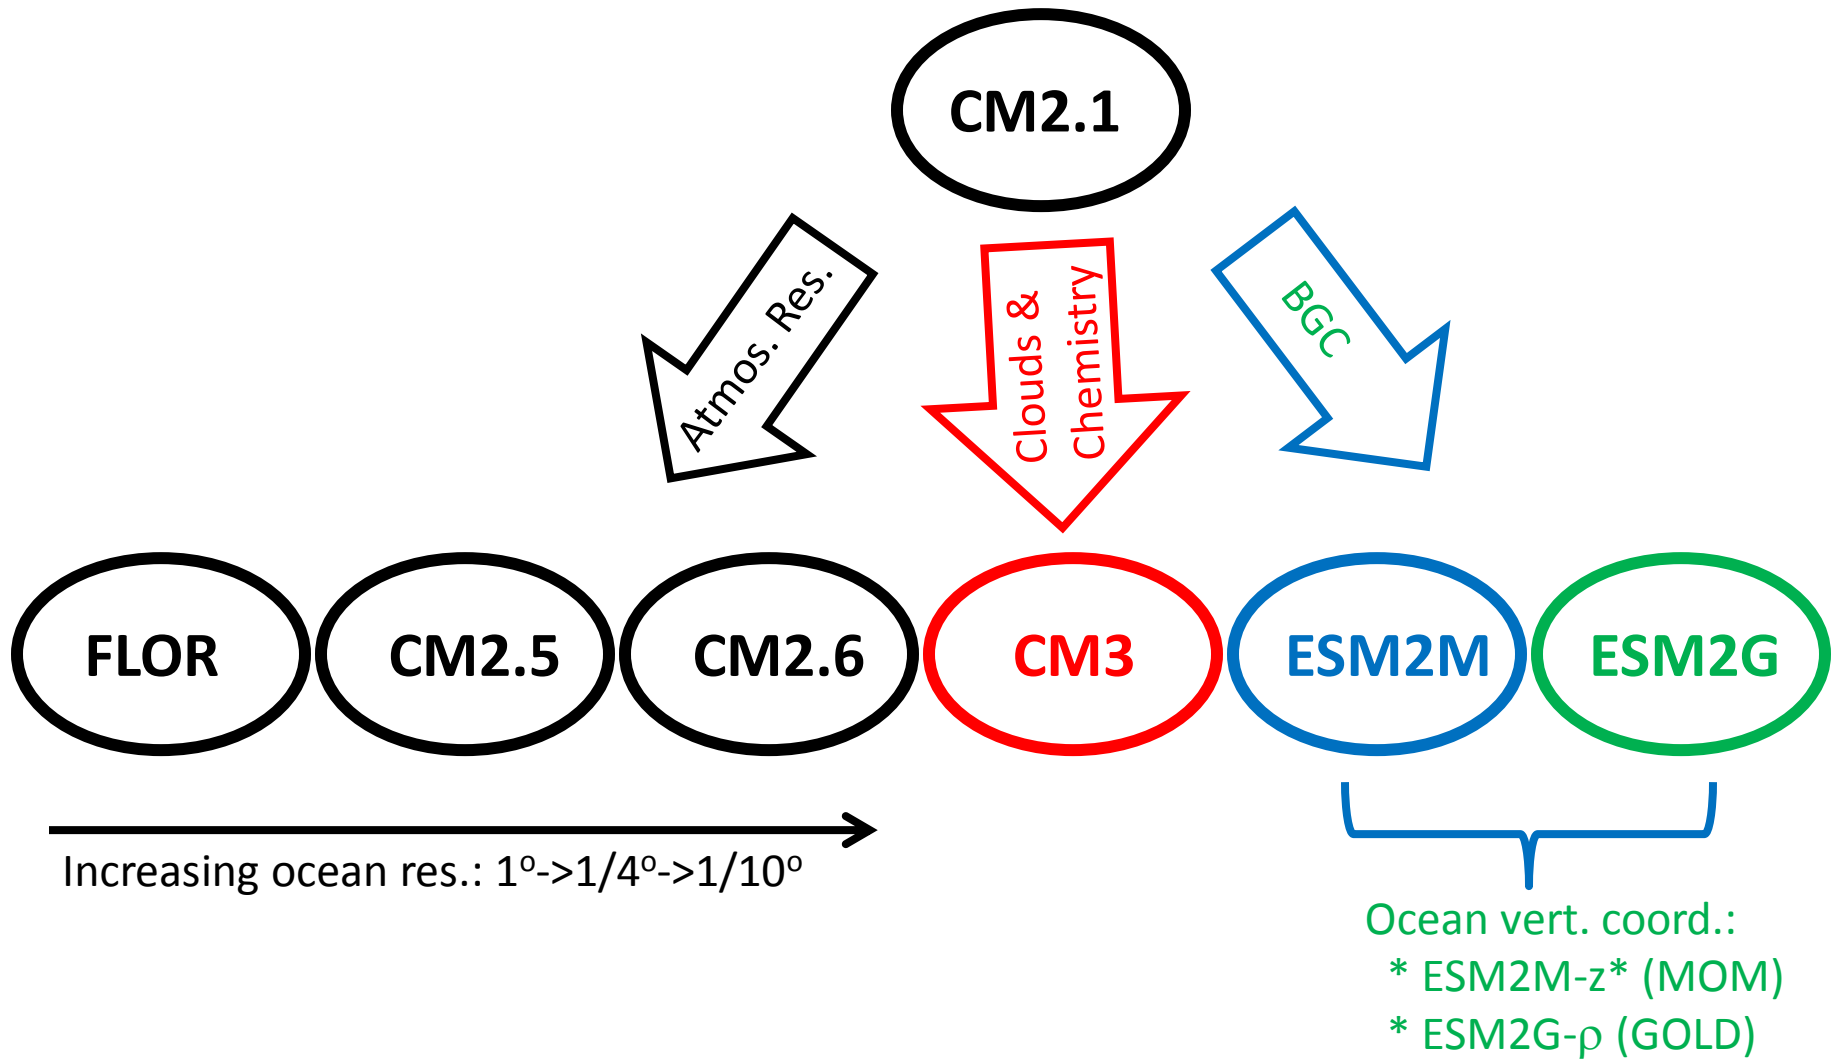 CM2.1
Atmos. Res.
Clouds &
Chemistry
BGC
FLOR
CM2.5
CM2.6
CM3
ESM2M
ESM2G
Increasing ocean res.: 1º->1/4º->1/10º
Ocean vert. coord.:
* ESM2M-z* (MOM)
* ESM2G-ρ (GOLD)